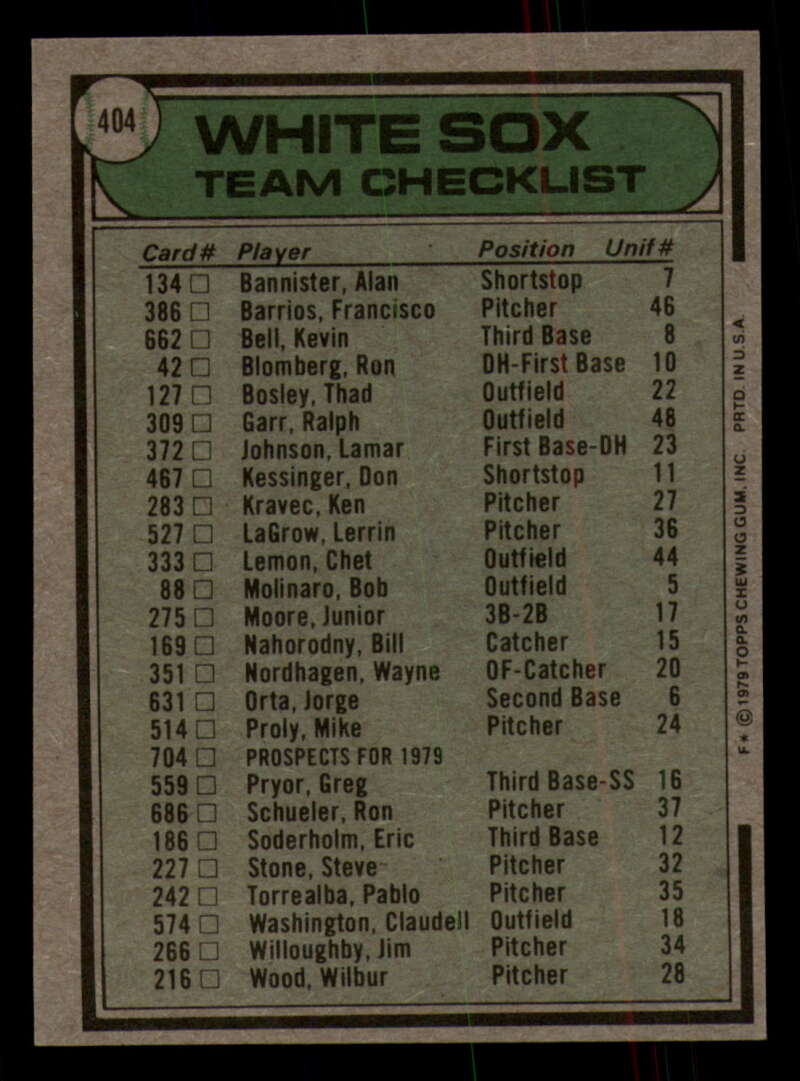 404
WHITE SOX
TEAM CHECKLIST
Card# Player Position Unif#
134 □ Bannister, Alan Shortstop 7
386 □ Barrios, Francisco Pitcher 46
662 □ Bell, Kevin Third Base 8
42 □ Blomberg, Ron DH-First Base 10
127 □ Bosley, Thad Outfield 22
309 □ Garr, Ralph Outfield 48
372 □ Johnson, Lamar First Base-DH 23
467 □ Kessinger, Don Shortstop 11
283 □ Kravec, Ken Pitcher 27
527 □ LaGrow, Lerrin Pitcher 36
333 □ Lemon, Chet Outfield 44
88 □ Molinaro, Bob Outfield 5
275 □ Moore, Junior 3B-2B 17
169 □ Nahorodny, Bill Catcher 15
351 □ Nordhagen, Wayne OF-Catcher 20
631 □ Orta, Jorge Second Base 6
514 □ Proly, Mike Pitcher 24
704 □ PROSPECTS FOR 1979
559 □ Pryor, Greg Third Base-SS 16
686 □ Schueler, Ron Pitcher 37
186 □ Soderholm, Eric Third Base 12
227 □ Stone, Steve Pitcher 32
242 □ Torrealba, Pablo Pitcher 35
574 □ Washington, Claudell Outfield 18
266 □ Willoughby, Jim Pitcher 34
216 □ Wood, Wilbur Pitcher 28
F* © 1979 TOPPS CHEWING GUM, INC. PRTD. IN U.S.A.